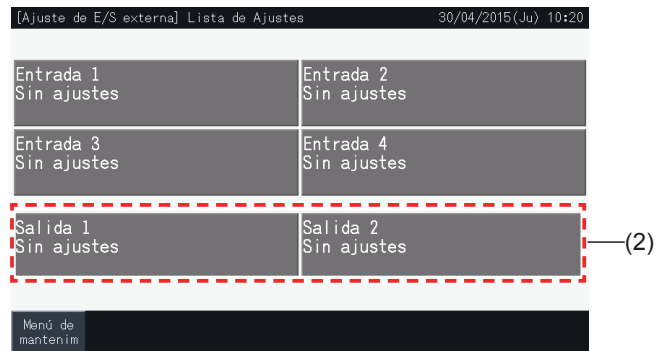 [Ajuste de E/S externa] Lista de Ajustes 30/04/2015(Ju) 10:20
Entrada 1 Entrada 2
Sin ajustes Sin ajustes
Entrada 3 Entrada 4
Sin ajustes Sin ajustes
Salida 1 Salida 2
Sin ajustes Sin ajustes
(2)
Menú de
mantenim